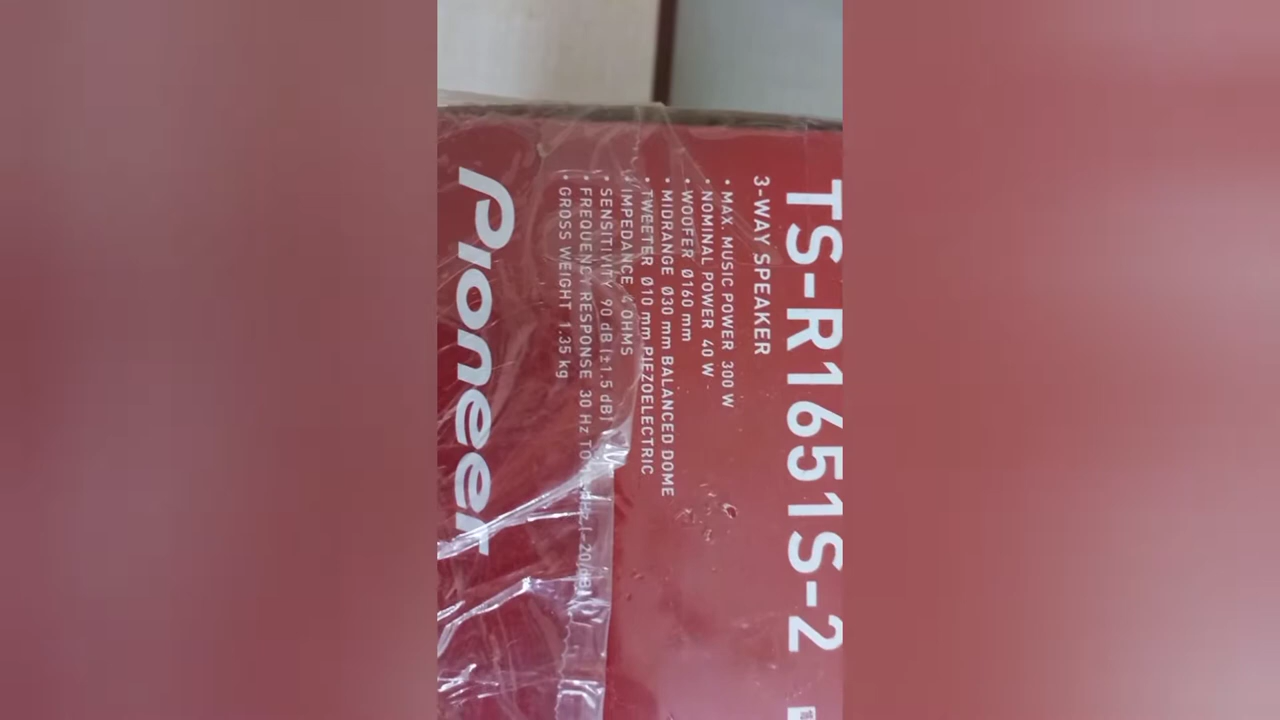 TS-R1651S-2
3-WAY SPEAKER
• MAX. MUSIC POWER 300 W
• NOMINAL POWER 40 W
• WOOFER Ø160 mm
• MIDRANGE Ø30 mm BALANCED DOME
• TWEETER Ø10 mm PIEZOELECTRIC
• IMPEDANCE 4 OHMS
• SENSITIVITY 90 dB (±1.5 dB)
• FREQUENCY RESPONSE 30 Hz TO (-20 dB)
• GROSS WEIGHT 1.35 kg
Pioneer